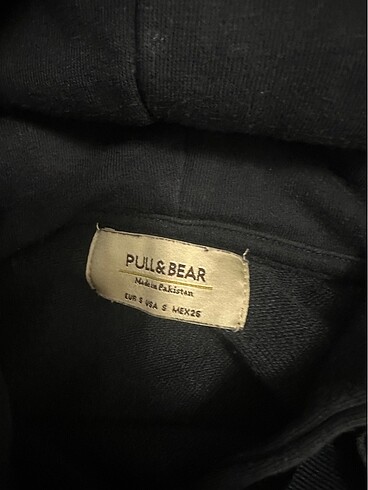 PULL&BEAR
Made in Pakistan
EUR S USA S MEX26